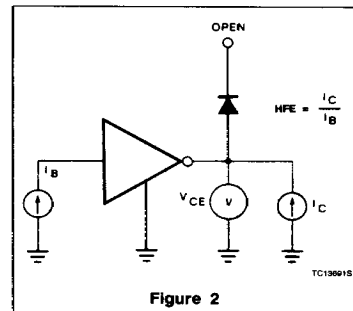 OPEN
HFE = IC / IB
IB
VCE
V
IC
TC13691S
Figure 2